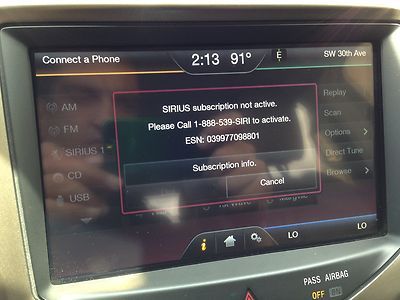 Connect a Phone 2:13 91° E SW 30th Ave
AM
FM
SIRIUS 1
CD
USB
SIRIUS subscription not active.
Please Call 1-888-539-SIRI to activate.
ESN: 039977098801
Subscription info.
Cancel
Replay
Scan
Options >
Direct Tune
Browse >
i LO LO
PASS AIRBAG
OFF ON